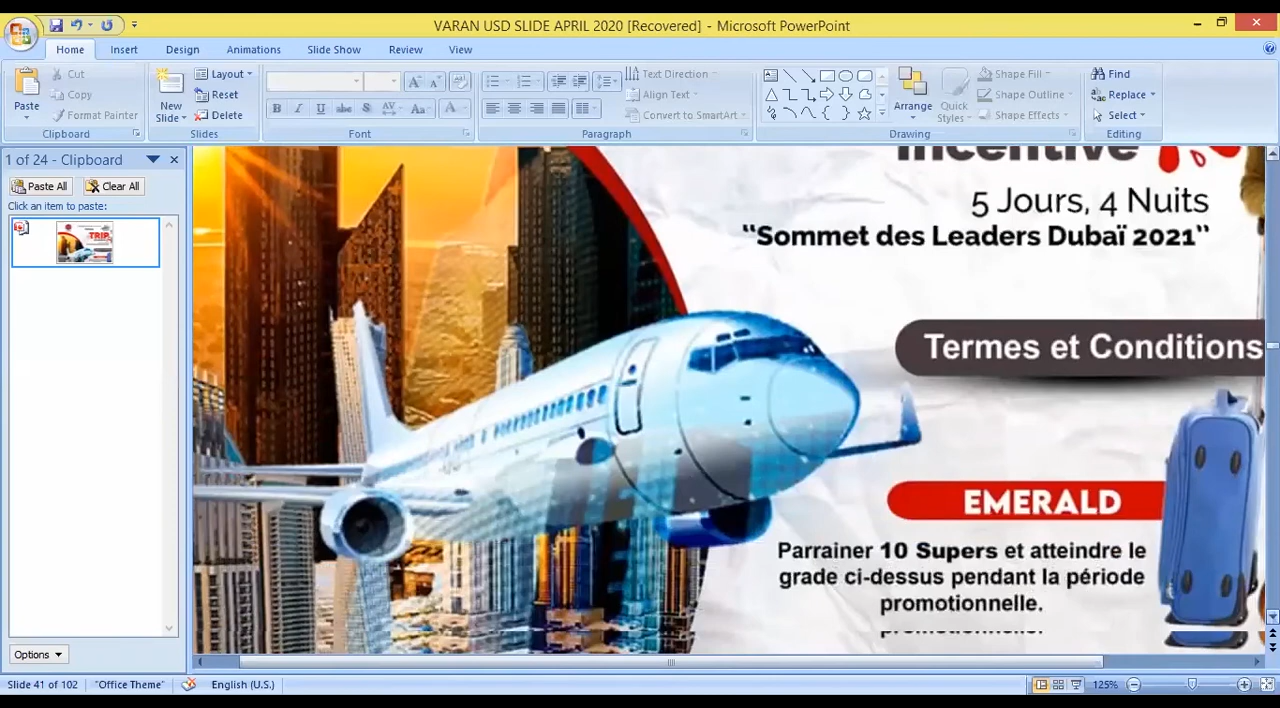 VARAN USD SLIDE APRIL 2020 [Recovered] - Microsoft PowerPoint
Home Insert Design Animations Slide Show Review View
Paste Cut Copy Format Painter Clipboard
New Slide Layout Reset Delete Slides
B I U abc S AV Aa A Font
Text Direction Align Text Convert to SmartArt Paragraph
Arrange Quick Styles Shape Fill Shape Outline Shape Effects Drawing
Find Replace Select Editing
1 of 24 - Clipboard
Paste All Clear All
Click an item to paste:
TRIP
Incentive
5 Jours, 4 Nuits
"Sommet des Leaders Dubaï 2021"
Termes et Conditions
EMERALD
Parrainer 10 Supers et atteindre le
grade ci-dessus pendant la période
promotionnelle.
promotionnelle.
Options
Slide 41 of 102 "Office Theme" English (U.S.) 125%